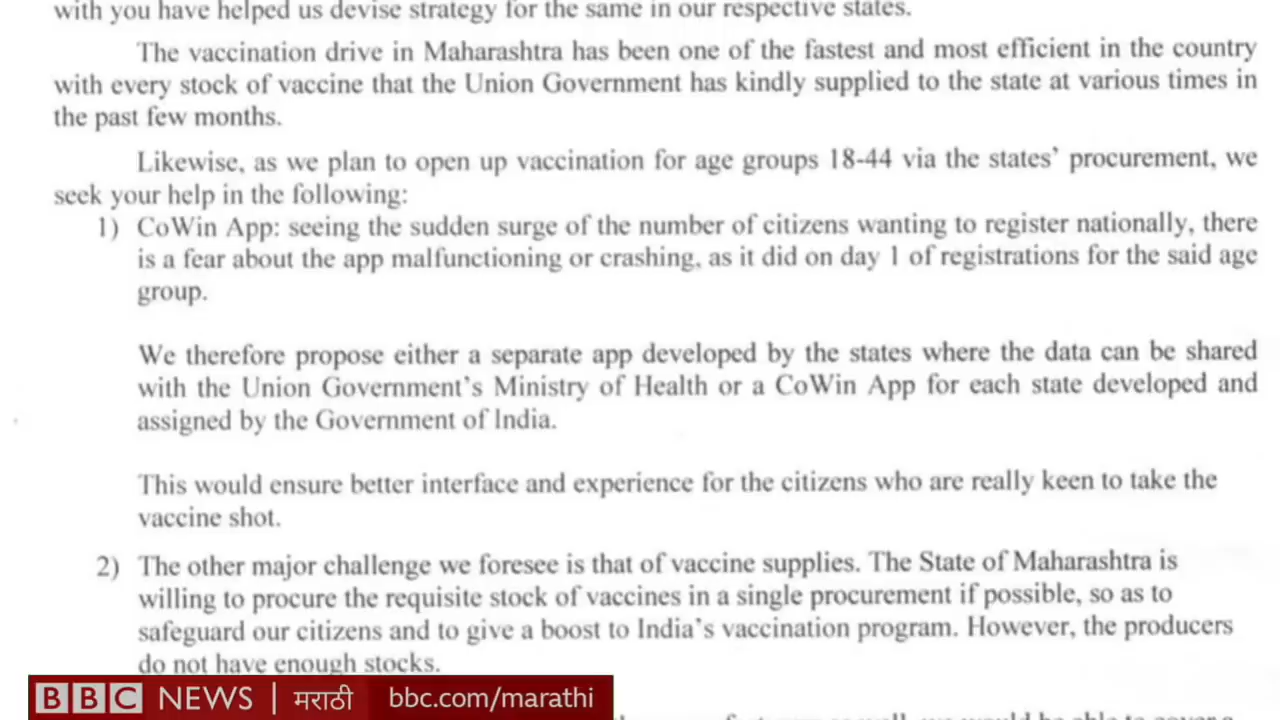 with you have helped us devise strategy for the same in our respective states.
The vaccination drive in Maharashtra has been one of the fastest and most efficient in the country
with every stock of vaccine that the Union Government has kindly supplied to the state at various times in
the past few months.
Likewise, as we plan to open up vaccination for age groups 18-44 via the states' procurement, we
seek your help in the following:
1) CoWin App: seeing the sudden surge of the number of citizens wanting to register nationally, there
is a fear about the app malfunctioning or crashing, as it did on day 1 of registrations for the said age
group.
We therefore propose either a separate app developed by the states where the data can be shared
with the Union Government's Ministry of Health or a CoWin App for each state developed and
assigned by the Government of India.
This would ensure better interface and experience for the citizens who are really keen to take the
vaccine shot.
2) The other major challenge we foresee is that of vaccine supplies. The State of Maharashtra is
willing to procure the requisite stock of vaccines in a single procurement if possible, so as to
safeguard our citizens and to give a boost to India's vaccination program. However, the producers
do not have enough stocks.
BBC NEWS | मराठी bbc.com/marathi